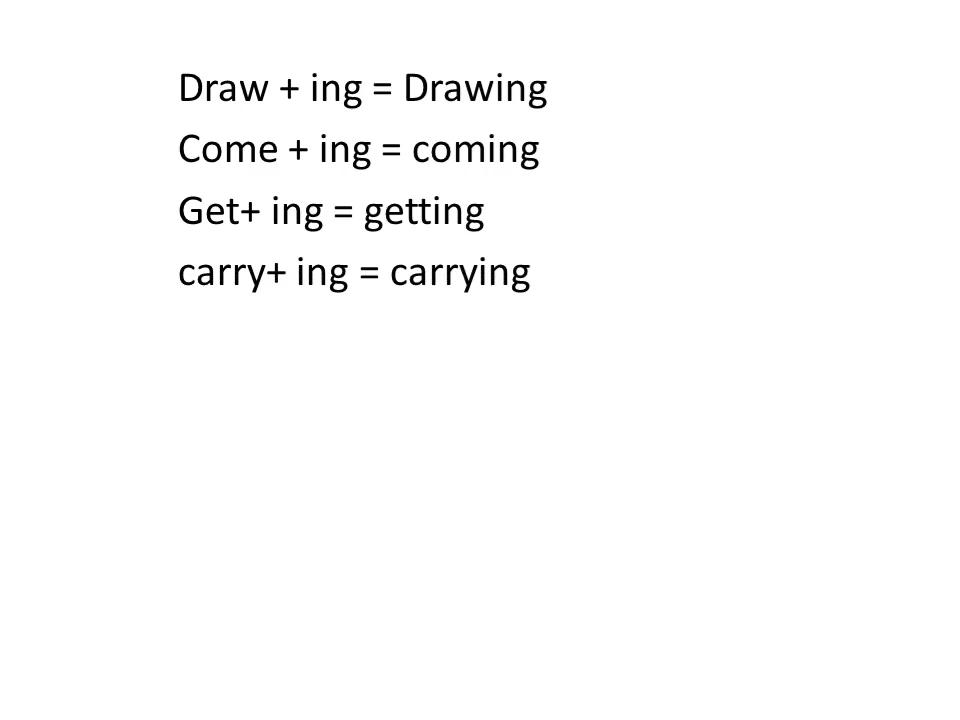 Draw + ing = Drawing
Come + ing = coming
Get+ ing = getting
carry+ ing = carrying